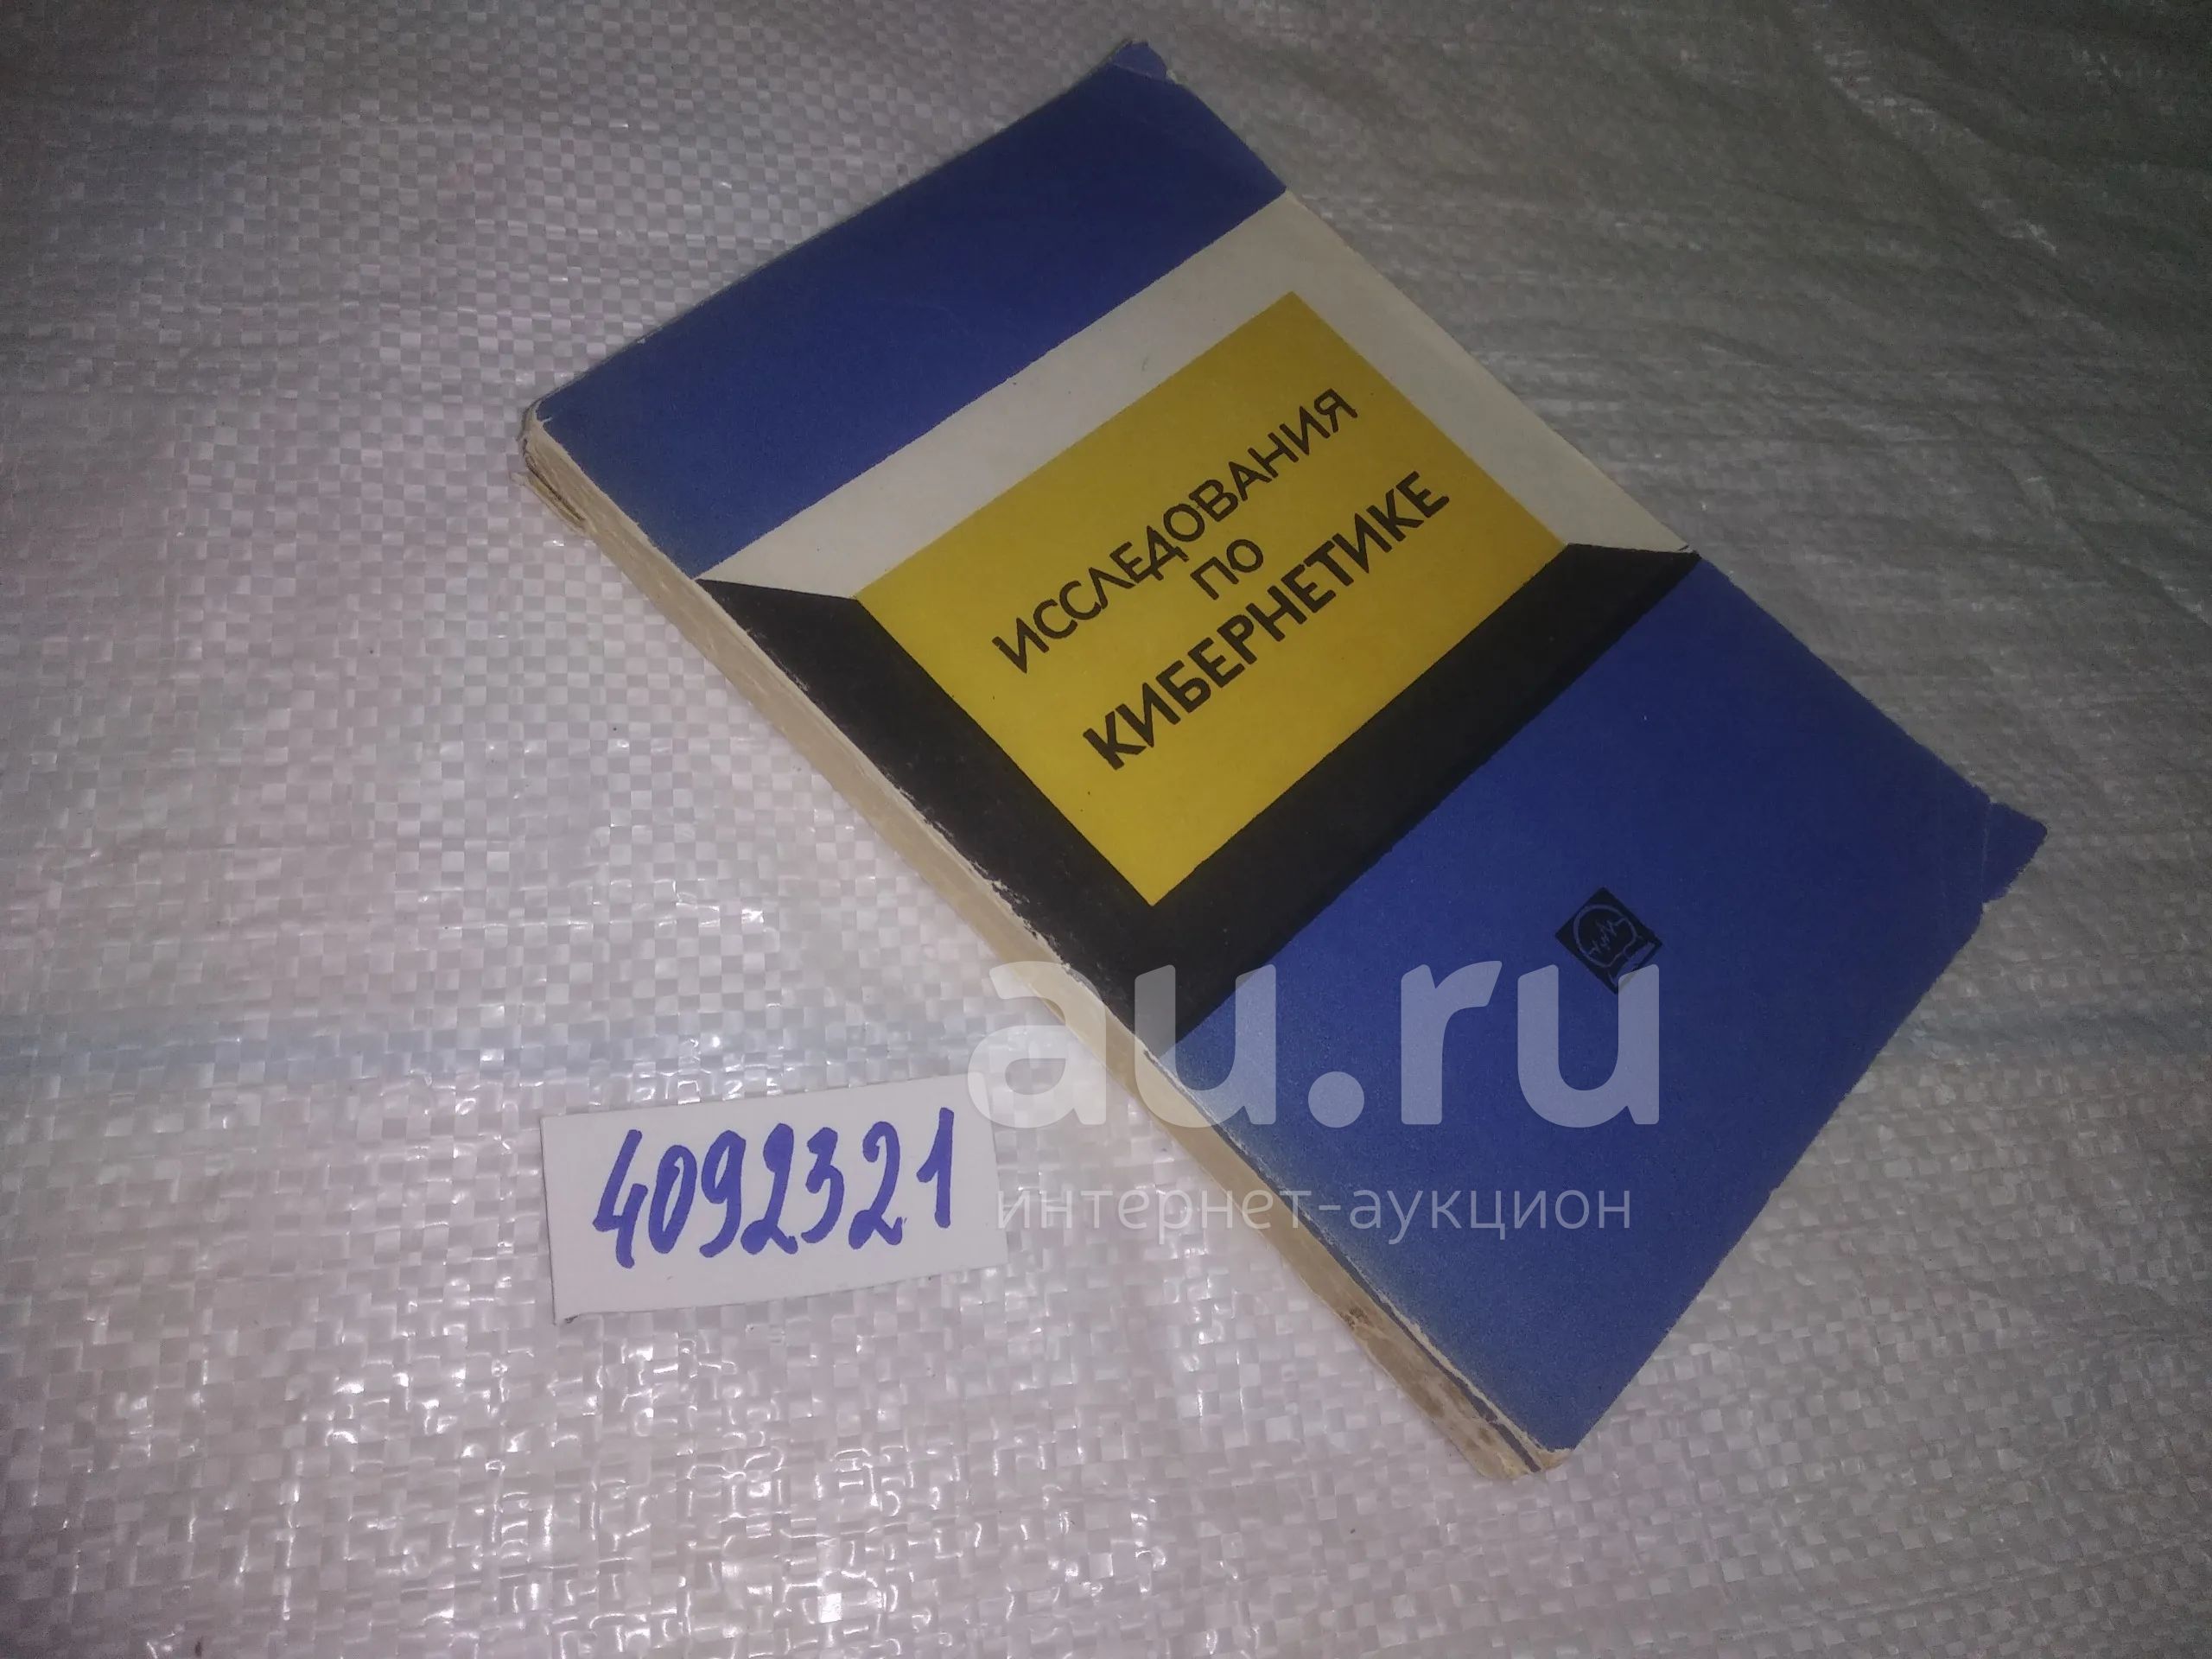 ИССЛЕДОВАНИЯ
ПО
КИБЕРНЕТИКЕ
au.ru
интернет-аукцион
4092321